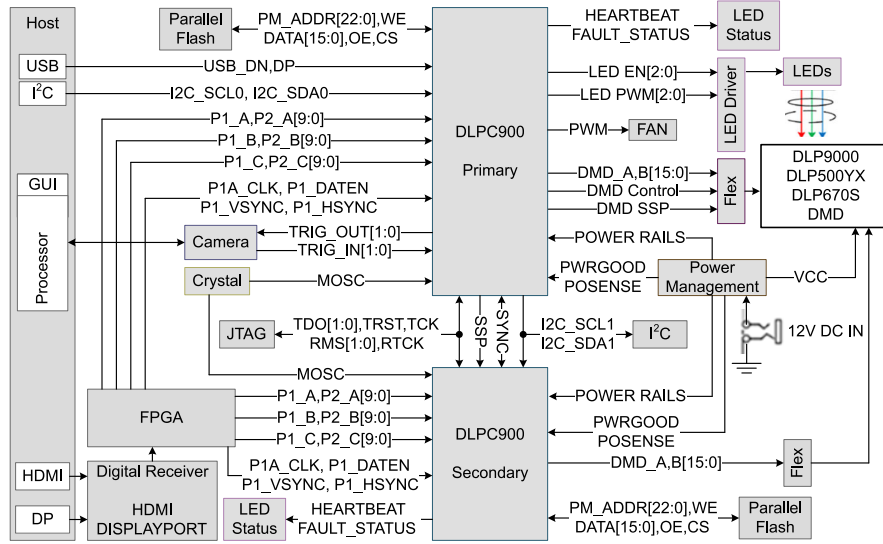 Host
USB
I²C
GUI
Processor
HDMI
DP
Parallel
Flash
PM_ADDR[22:0],WE
DATA[15:0],OE,CS
USB_DN,DP
I2C_SCL0, I2C_SDA0
P1_A,P2_A[9:0]
P1_B,P2_B[9:0]
P1_C,P2_C[9:0]
P1A_CLK, P1_DATEN
P1_VSYNC, P1_HSYNC
Camera
TRIG_OUT[1:0]
TRIG_IN[1:0]
Crystal
MOSC
DLPC900
Primary
HEARTBEAT
FAULT_STATUS
LED
Status
LED EN[2:0]
LED PWM[2:0]
LED Driver
LEDs
PWM
FAN
DMD_A,B[15:0]
DMD Control
DMD SSP
Flex
DLP9000
DLP500YX
DLP670S
DMD
POWER RAILS
PWRGOOD
POSENSE
Power
Management
VCC
12V DC IN
JTAG
TDO[1:0],TRST,TCK
RMS[1:0],RTCK
SSP
SYNC
I2C_SCL1
I2C_SDA1
I²C
MOSC
FPGA
P1_A,P2_A[9:0]
P1_B,P2_B[9:0]
P1_C,P2_C[9:0]
P1A_CLK, P1_DATEN
P1_VSYNC, P1_HSYNC
Digital Receiver
HDMI
DISPLAYPORT
LED
Status
HEARTBEAT
FAULT_STATUS
DLPC900
Secondary
POWER RAILS
PWRGOOD
POSENSE
DMD_A,B[15:0]
Flex
PM_ADDR[22:0],WE
DATA[15:0],OE,CS
Parallel
Flash